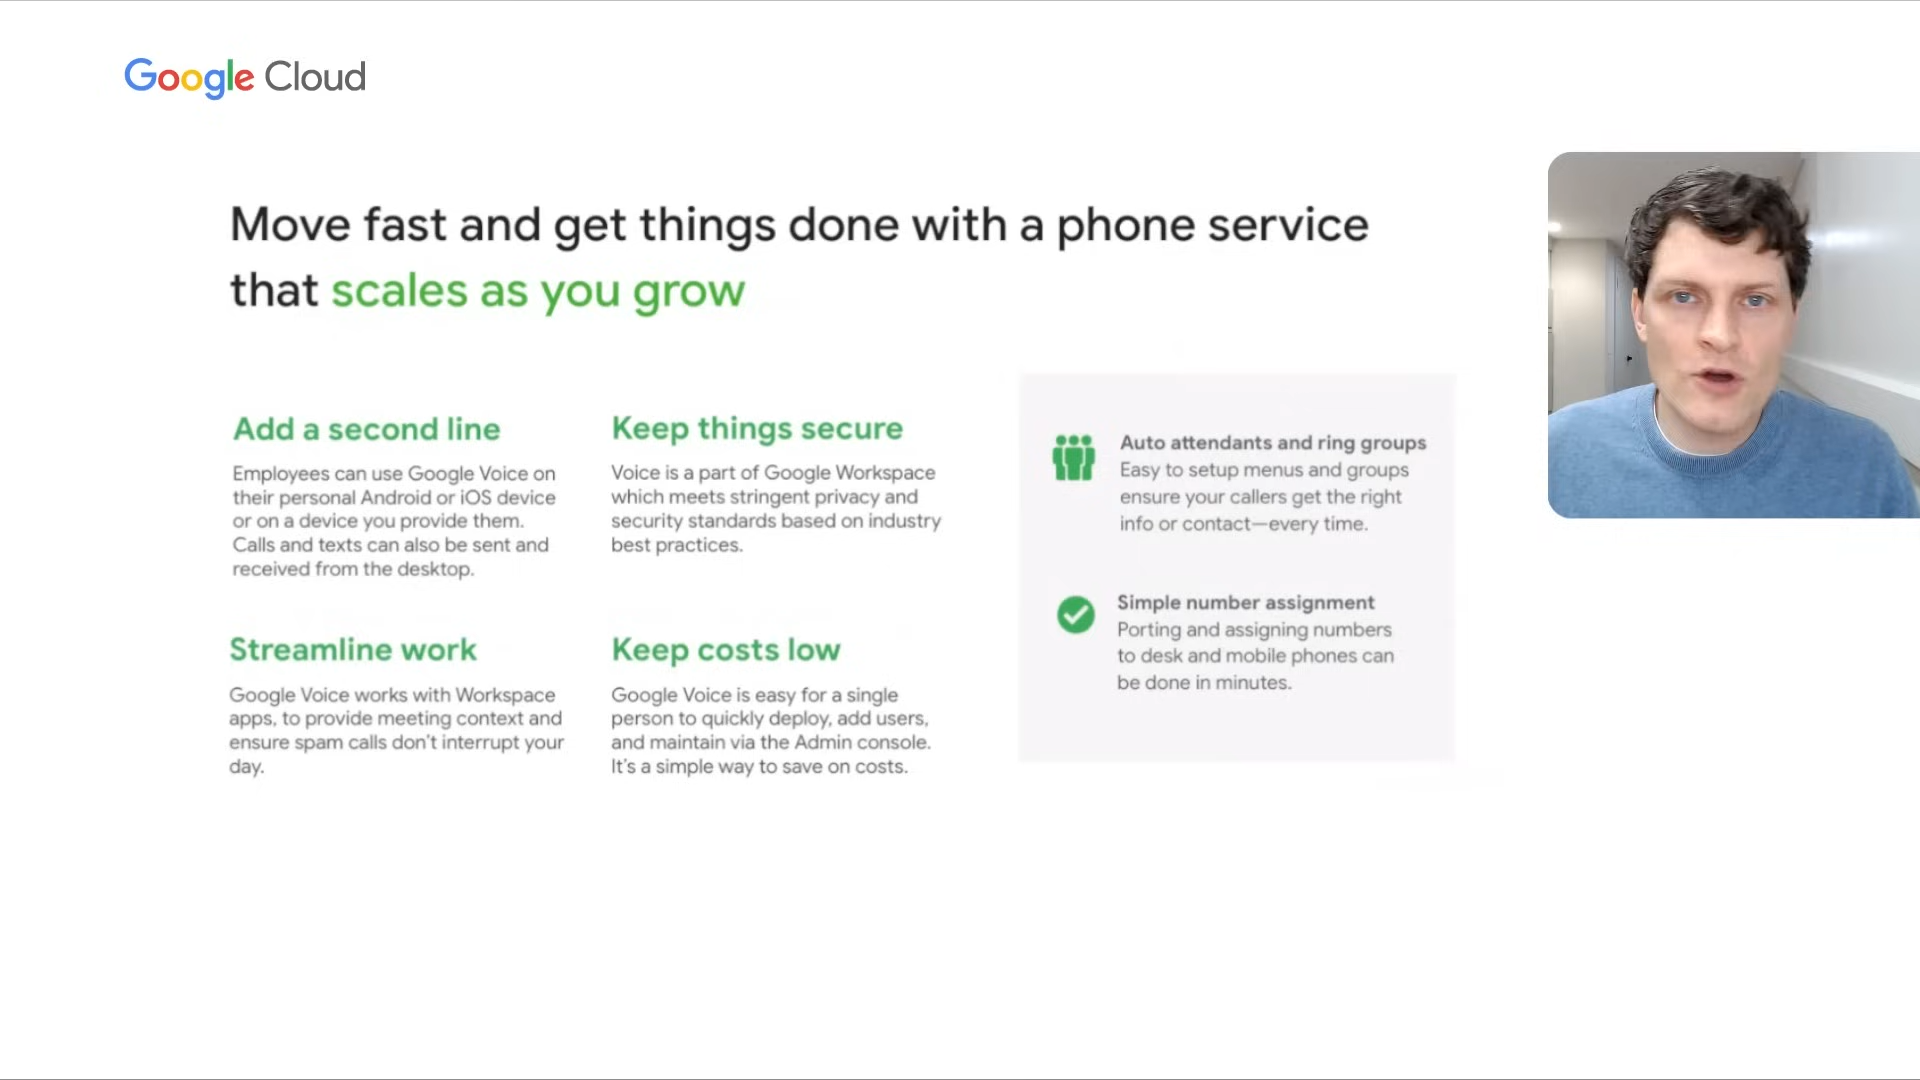 Google Cloud
Move fast and get things done with a phone service
that scales as you grow
Add a second line
Employees can use Google Voice on
their personal Android or iOS device
or on a device you provide them.
Calls and texts can also be sent and
received from the desktop.
Keep things secure
Voice is a part of Google Workspace
which meets stringent privacy and
security standards based on industry
best practices.
Streamline work
Google Voice works with Workspace
apps, to provide meeting context and
ensure spam calls don't interrupt your
day.
Keep costs low
Google Voice is easy for a single
person to quickly deploy, add users,
and maintain via the Admin console.
It's a simple way to save on costs.
Auto attendants and ring groups
Easy to setup menus and groups
ensure your callers get the right
info or contact—every time.
Simple number assignment
Porting and assigning numbers
to desk and mobile phones can
be done in minutes.